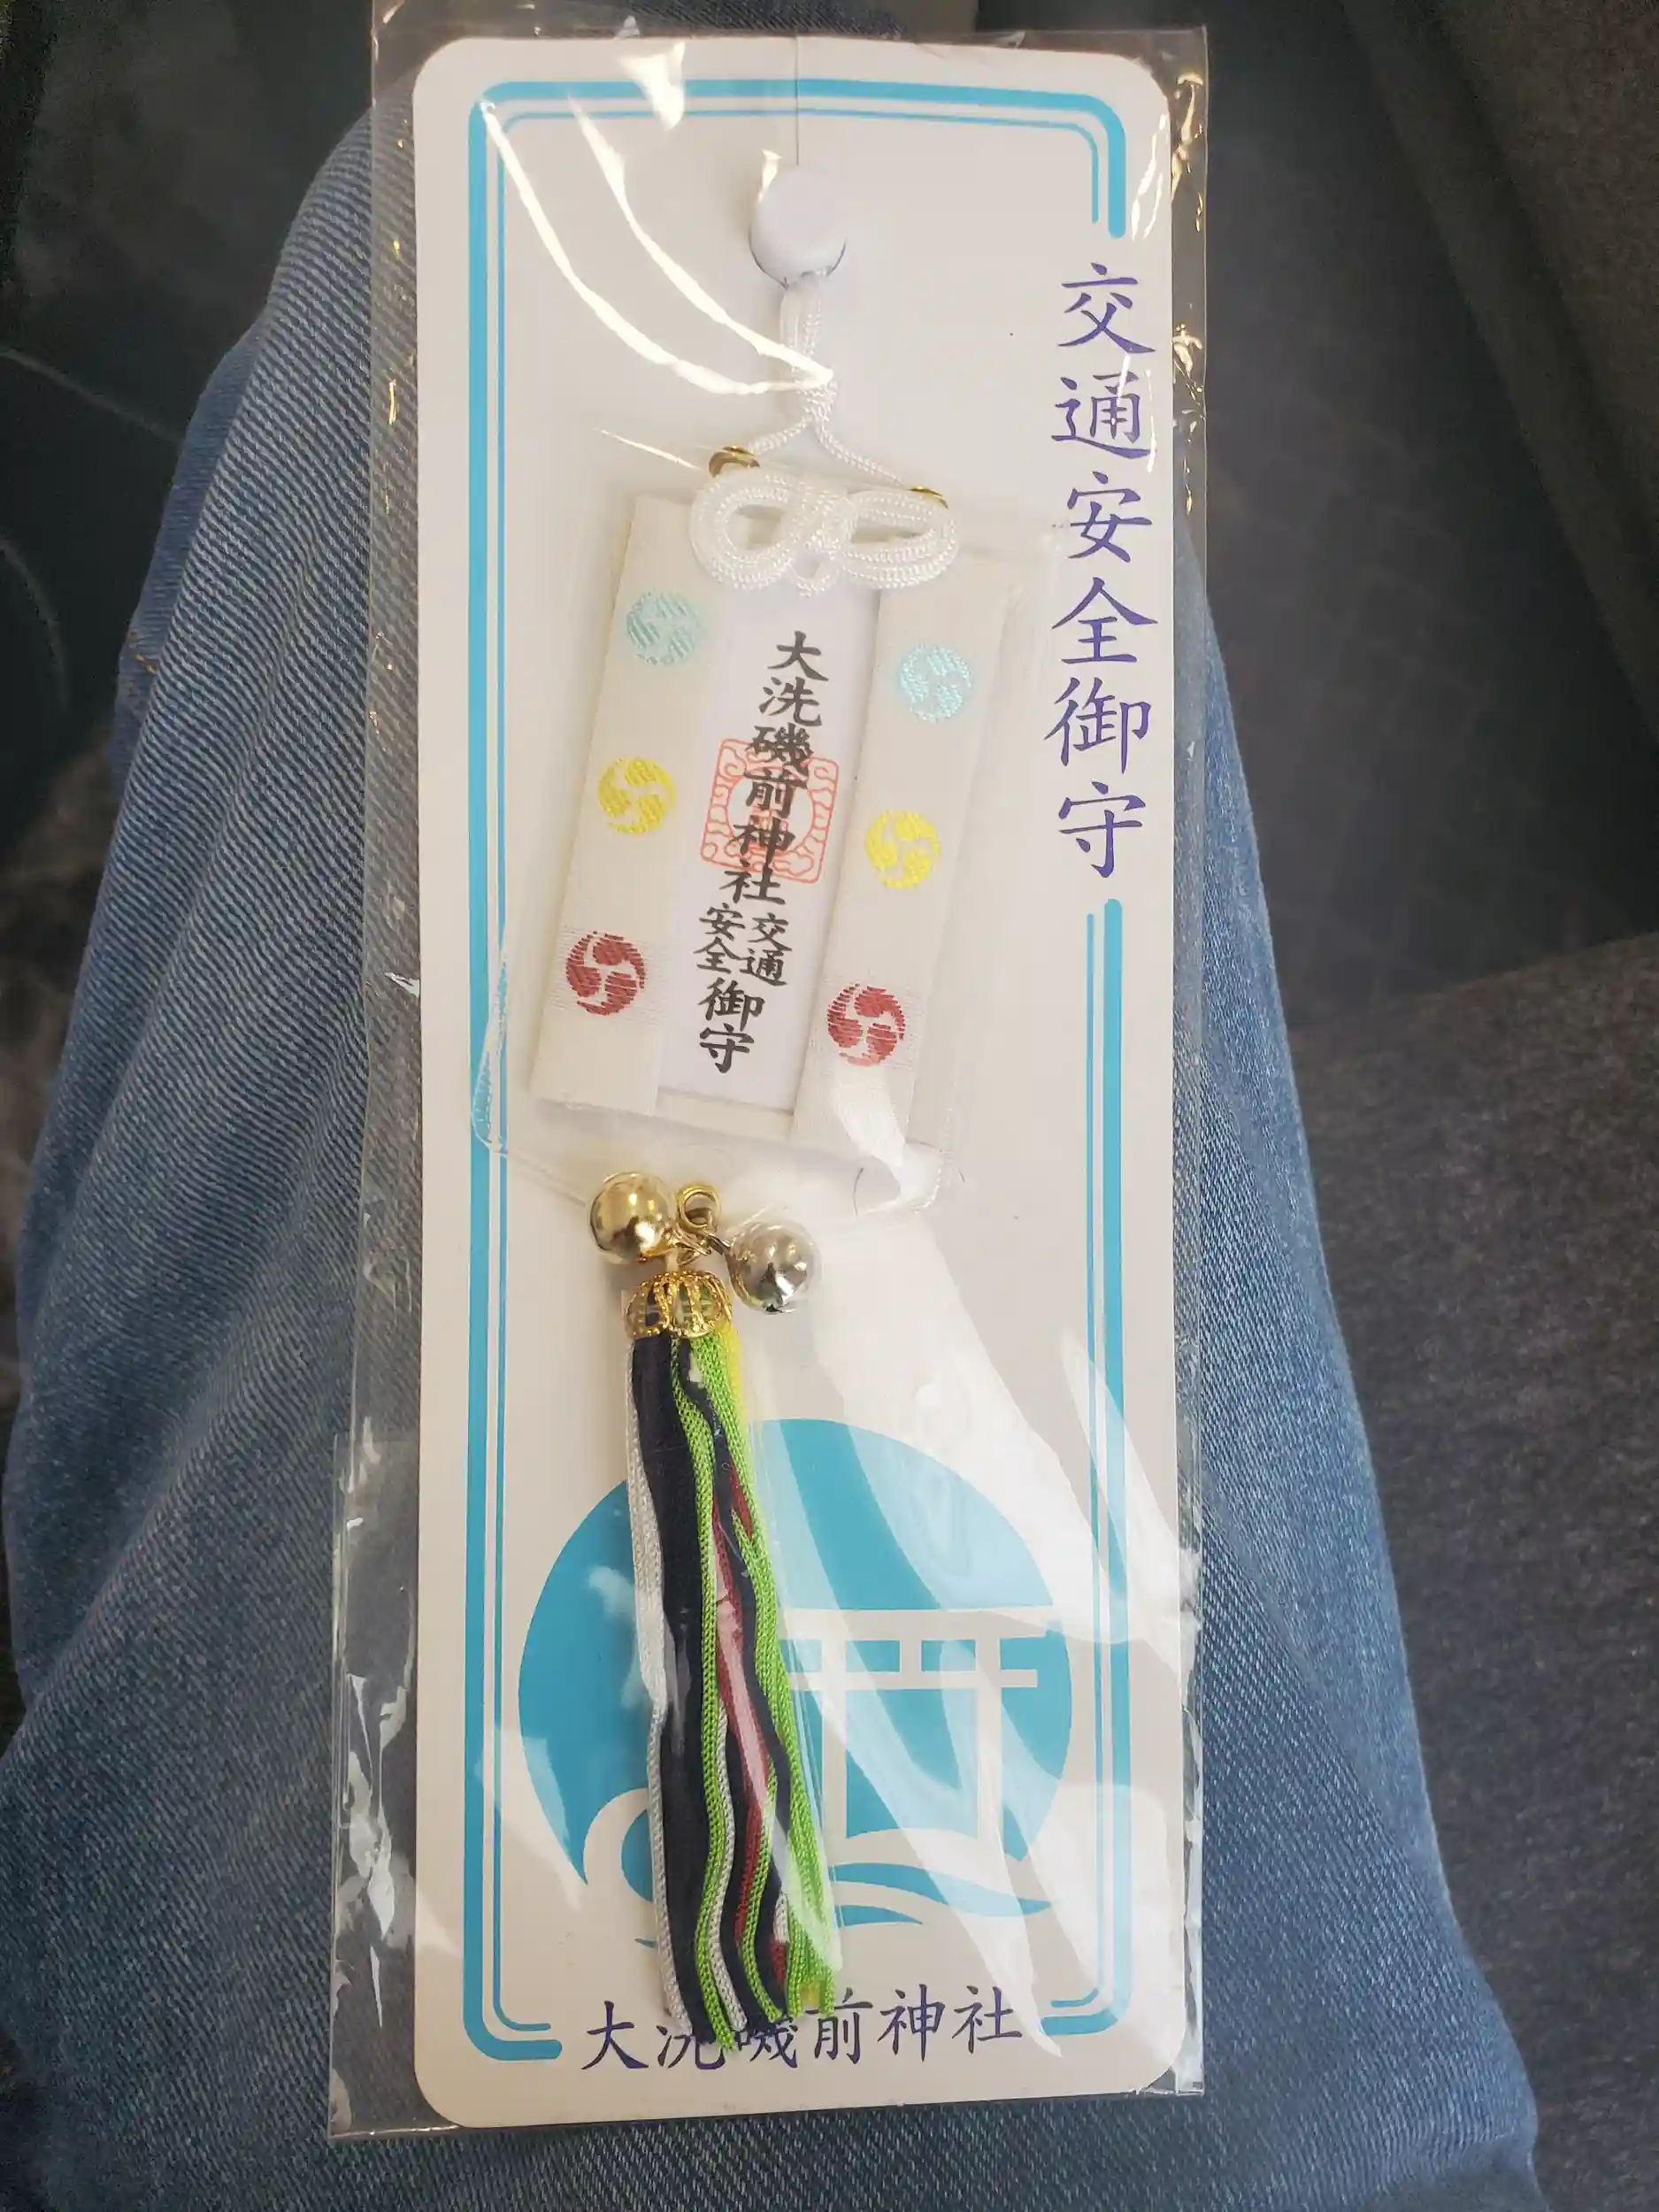 交通安全御守
大洗磯前神社
交通
安全
御守
大洗磯前神社